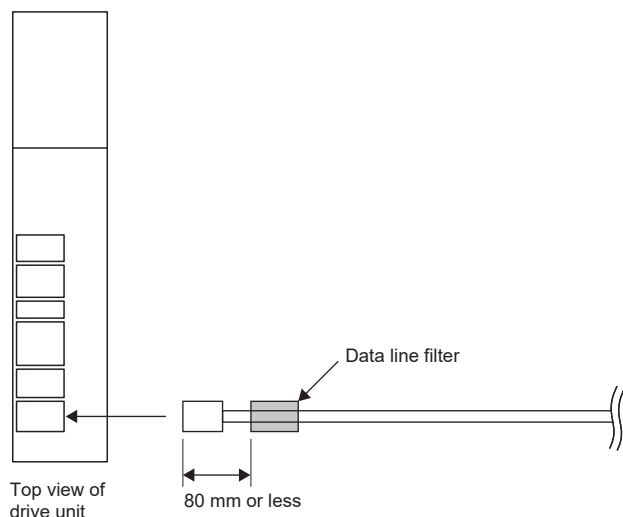 Data line filter
80 mm or less
Top view of
drive unit